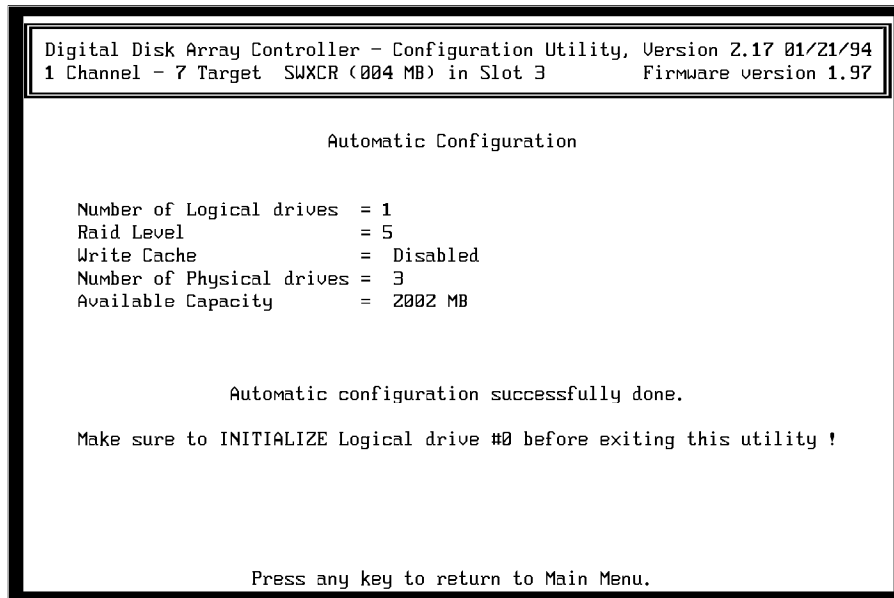 Digital Disk Array Controller - Configuration Utility, Version 2.17 01/21/94
1 Channel - 7 Target SWXCR (004 MB) in Slot 3 Firmware version 1.97
Automatic Configuration
Number of Logical drives = 1
Raid Level = 5
Write Cache = Disabled
Number of Physical drives = 3
Available Capacity = 2002 MB
Automatic configuration successfully done.
Make sure to INITIALIZE Logical drive #0 before exiting this utility !
Press any key to return to Main Menu.